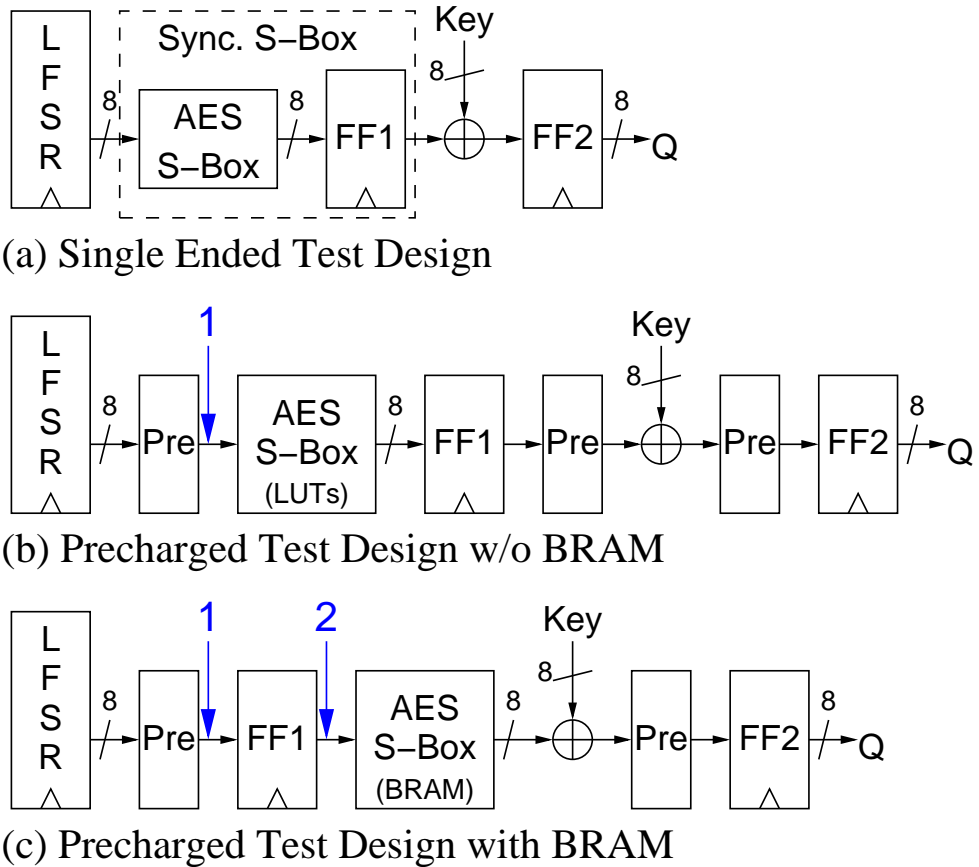 L
F
S
R
8
Sync. S-Box
AES
S-Box
8
FF1
Key
8
FF2
8
Q
(a) Single Ended Test Design
L
F
S
R
8
Pre
1
AES
S-Box
(LUTs)
8
FF1
Pre
Key
8
Pre
FF2
8
Q
(b) Precharged Test Design w/o BRAM
L
F
S
R
8
Pre
1
FF1
2
AES
S-Box
(BRAM)
8
Key
8
Pre
FF2
8
Q
(c) Precharged Test Design with BRAM